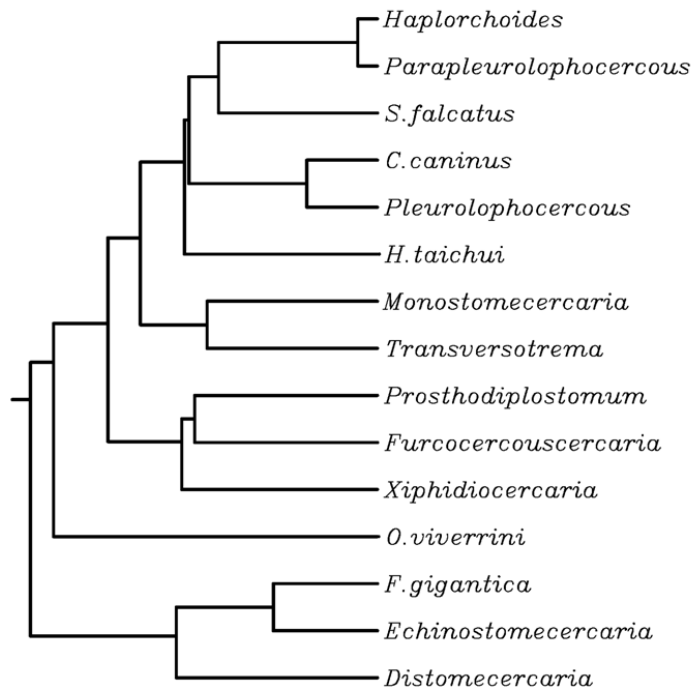 Haplorchoides
Parapleurolophocercous
S.falcatus
C.caninus
Pleurolophocercous
H.taichui
Monostomecercaria
Transversotrema
Prosthodiplostomum
Furcocercouscercaria
Xiphidiocercaria
O.viverrini
F.gigantica
Echinostomecercaria
Distomecercaria